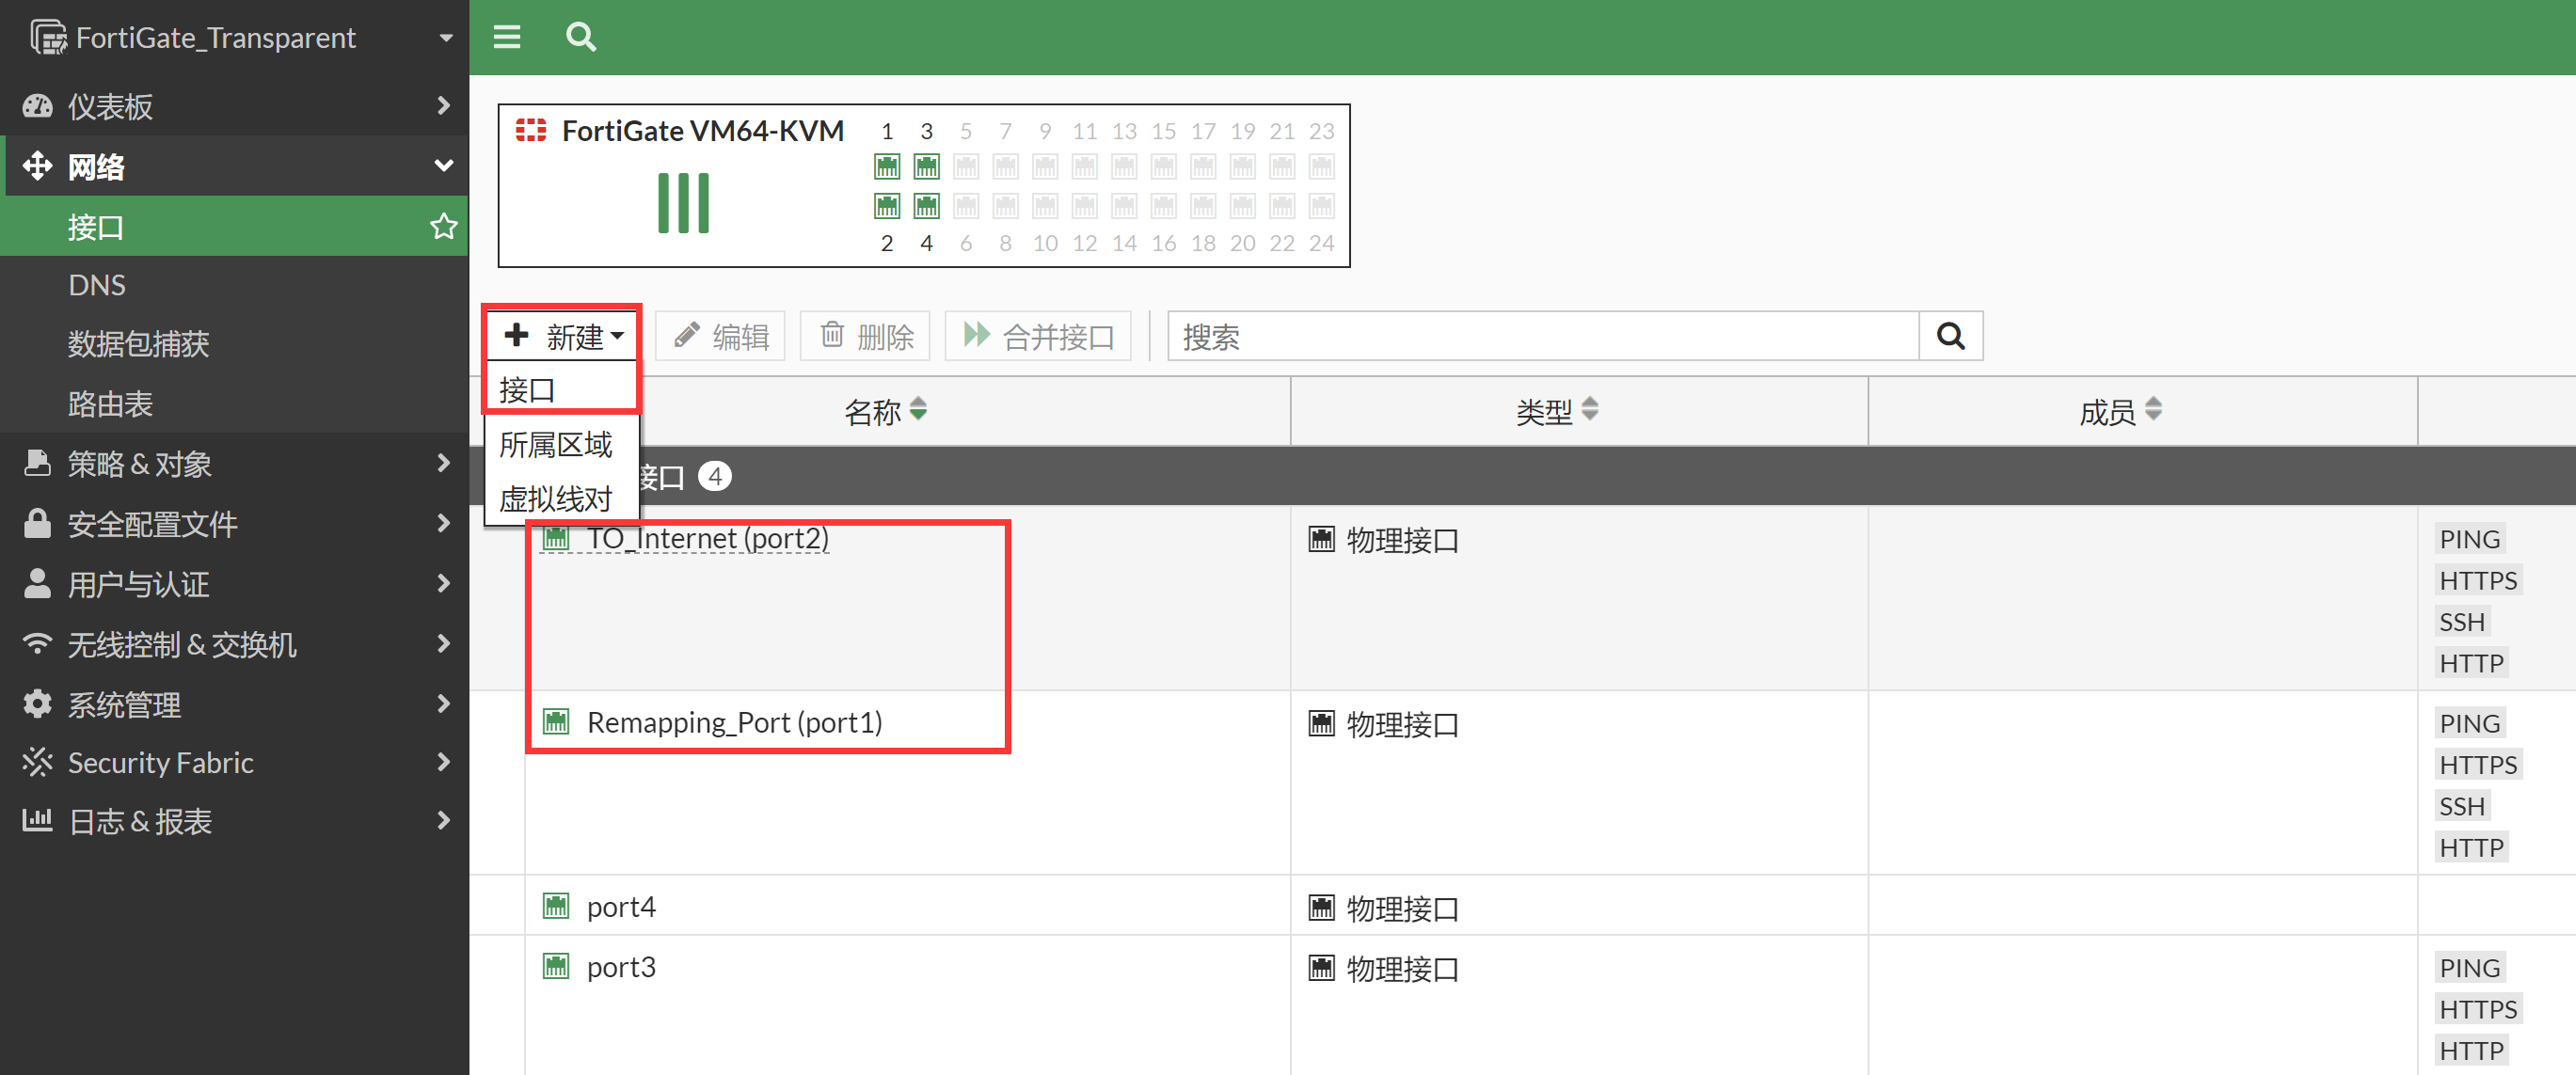 FortiGate_Transparent
仪表板
网络
接口
DNS
数据包捕获
路由表
策略 & 对象
安全配置文件
用户与认证
无线控制 & 交换机
系统管理
Security Fabric
日志 & 报表
FortiGate VM64-KVM
1 3 5 7 9 11 13 15 17 19 21 23
2 4 6 8 10 12 14 16 18 20 22 24
新建 编辑 删除 合并接口 搜索
接口
所属区域
虚拟线对
名称 类型 成员
接口 4
TO_Internet (port2) 物理接口 PING
HTTPS
SSH
HTTP
Remapping_Port (port1) 物理接口 PING
HTTPS
SSH
HTTP
port4 物理接口
port3 物理接口 PING
HTTPS
HTTP